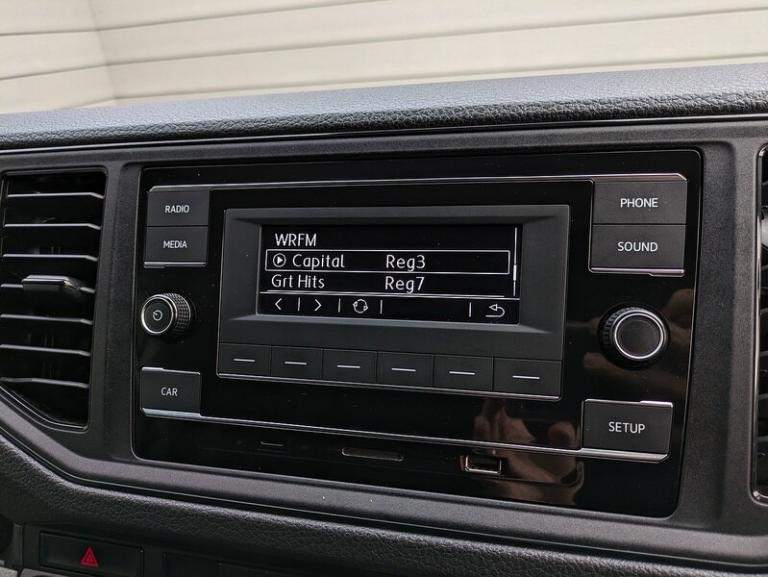 RADIO
MEDIA
PHONE
SOUND
WRFM
Capital Reg3
Grt Hits Reg7
CAR
SETUP